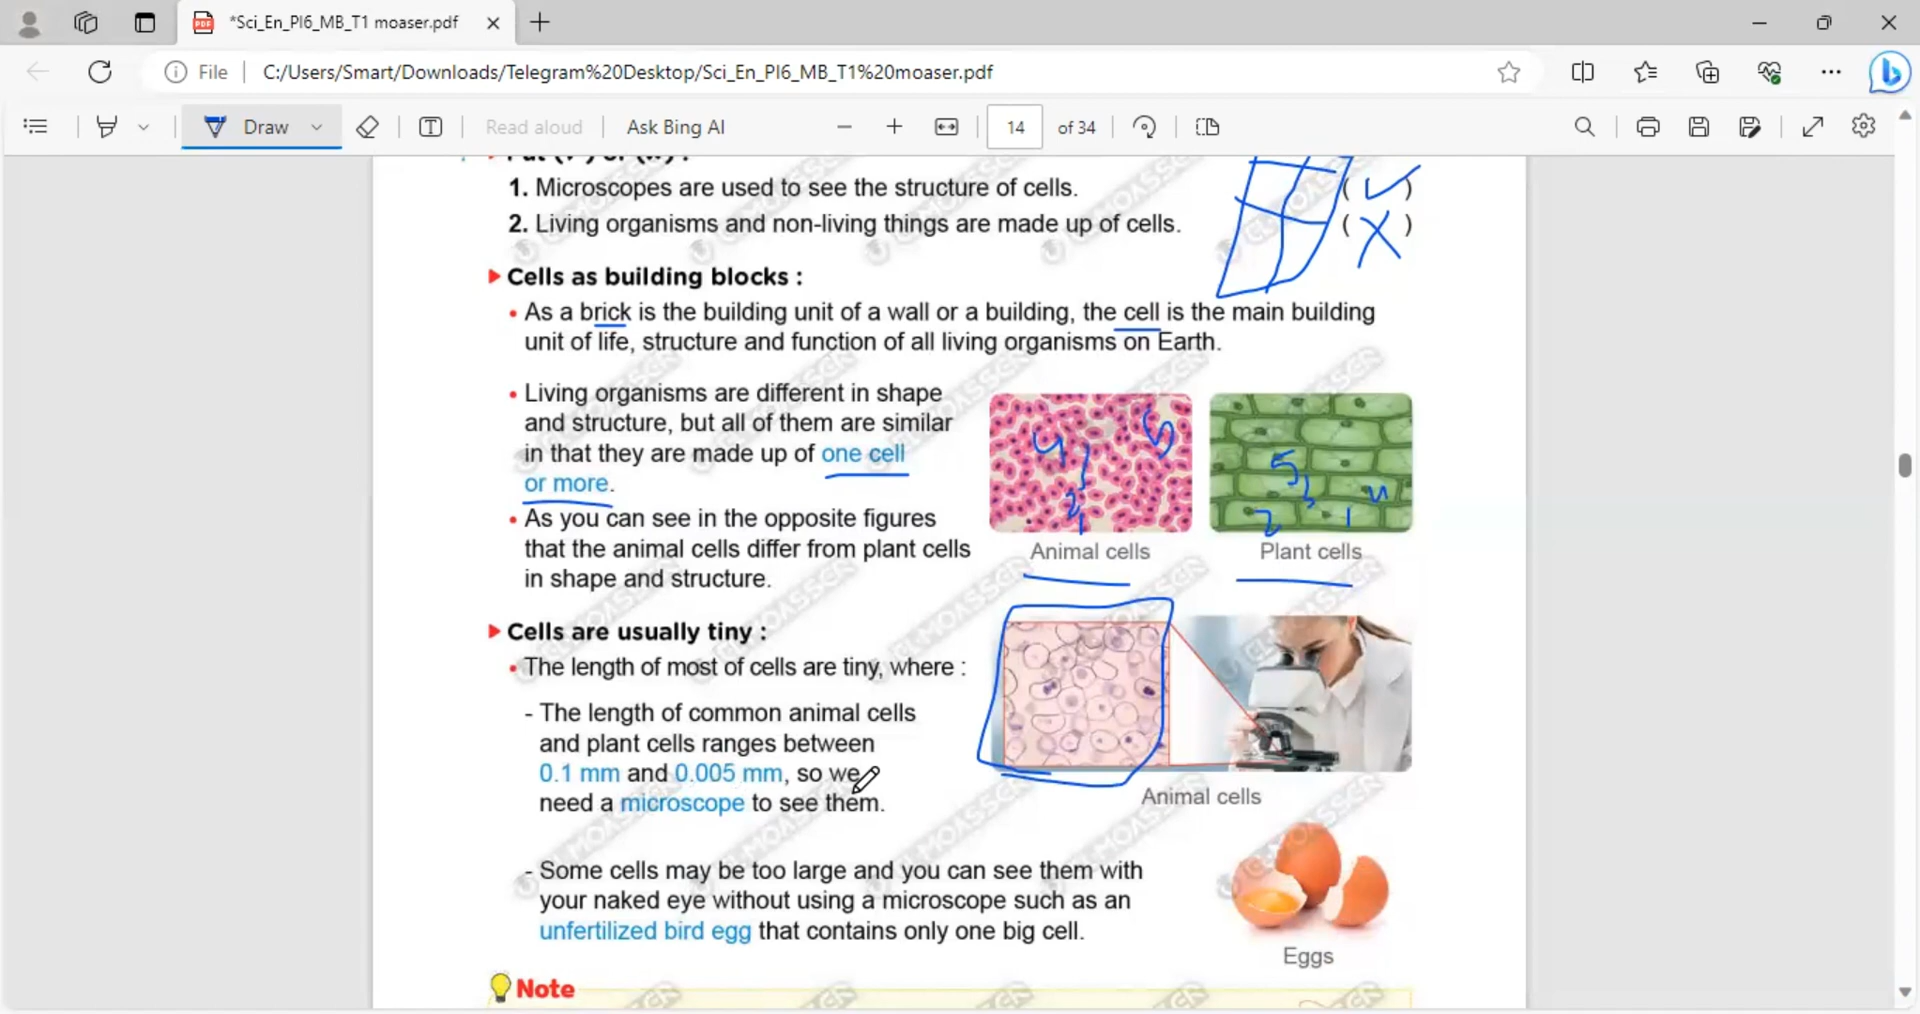 *Sci_En_Pl6_MB_T1 moaser.pdf
File
C:/Users/Smart/Downloads/Telegram%20Desktop/Sci_En_Pl6_MB_T1%20moaser.pdf
Draw
Read aloud
Ask Bing AI
14
of 34
1. Microscopes are used to see the structure of cells. (✓)
2. Living organisms and non-living things are made up of cells. (X)
Cells as building blocks :
• As a brick is the building unit of a wall or a building, the cell is the main building
unit of life, structure and function of all living organisms on Earth.
• Living organisms are different in shape
and structure, but all of them are similar
in that they are made up of one cell
or more.
• As you can see in the opposite figures
that the animal cells differ from plant cells
in shape and structure.
4 5
3
2
1
Animal cells
5
3 4
2 1
Plant cells
Cells are usually tiny :
• The length of most of cells are tiny, where :
- The length of common animal cells
and plant cells ranges between
0.1 mm and 0.005 mm, so we
need a microscope to see them.
Animal cells
- Some cells may be too large and you can see them with
your naked eye without using a microscope such as an
unfertilized bird egg that contains only one big cell.
Eggs
Note